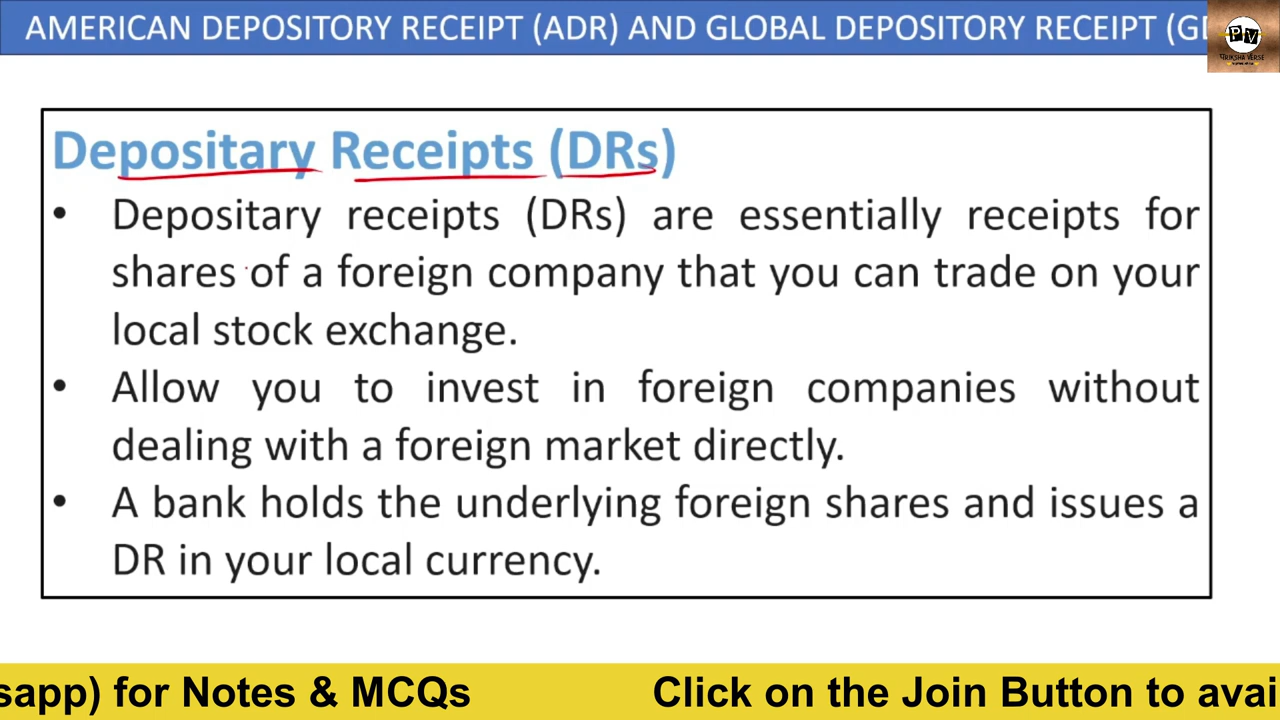 AMERICAN DEPOSITORY RECEIPT (ADR) AND GLOBAL DEPOSITORY RECEIPT (GD
PV
Depositary Receipts (DRs)
• Depositary receipts (DRs) are essentially receipts for
shares of a foreign company that you can trade on your
local stock exchange.
• Allow you to invest in foreign companies without
dealing with a foreign market directly.
• A bank holds the underlying foreign shares and issues a
DR in your local currency.
sapp) for Notes & MCQs Click on the Join Button to avai